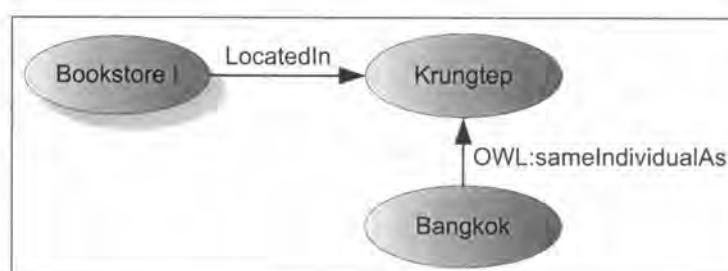 LocatedIn
Bookstore I
Krungtep
OWL:sameIndividualAs
Bangkok